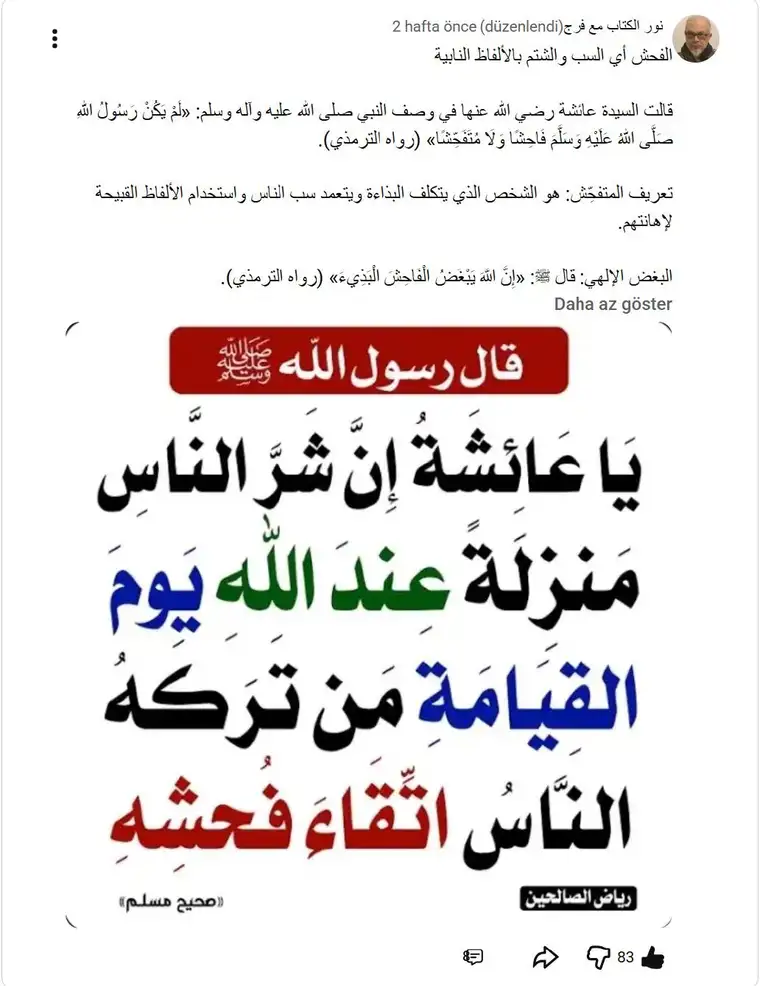 نور الكتاب مع فرج 2 hafta önce (düzenlendi)
الفحش أي السب والشتم بالألفاظ النابية
قالت السيدة عائشة رضي الله عنها في وصف النبي صلى الله عليه وآله وسلم: «لَمْ يَكُنْ رَسُولُ اللَّهِ
صَلَّى اللهُ عَلَيْهِ وَسَلَّمَ فَاحِشًا وَلَا مُتَفَحِّشًا» (رواه الترمذي).
تعريف المتفحّش: هو الشخص الذي يتكلف البذاءة ويتعمد سب الناس واستخدام الألفاظ القبيحة
لإهانتهم.
البغض الإلهي: قال ﷺ: «إِنَّ اللَّهَ يَبْغَضُ الْفَاحِشَ الْبَذِيءَ» (رواه الترمذي).
Daha az göster
قال رسول الله ﷺ
يَا عَائِشَةُ إِنَّ شَرَّ النَّاسِ
مَنزِلَةً عِندَ اللهِ يَومَ
القِيَامَةِ مَن تَرَكهُ
النَّاسُ اتِّقَاءَ فُحشِهِ
رياض الصالحين
«صحيح مسلم»
83